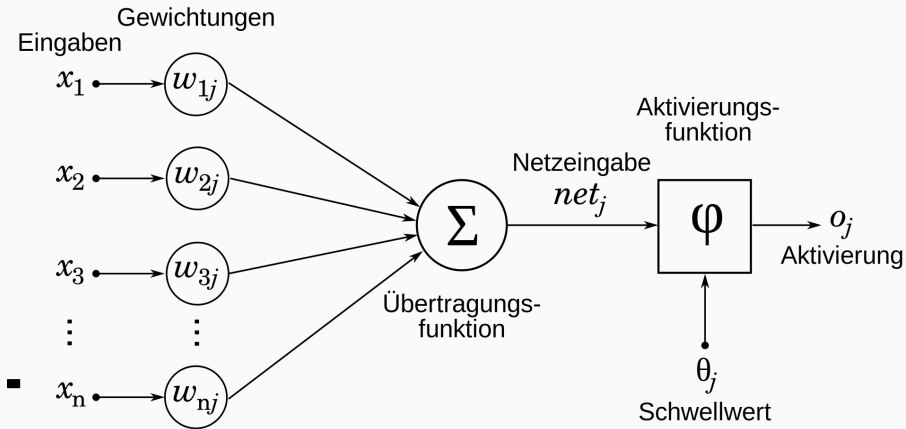 Gewichtungen
Eingaben
x1
w1j
x2
w2j
x3
w3j
⋮
⋮
xn
wnj
Σ
Übertragungs-
funktion
Netzeingabe
netj
Aktivierungs-
funktion
φ
oj
Aktivierung
θj
Schwellwert